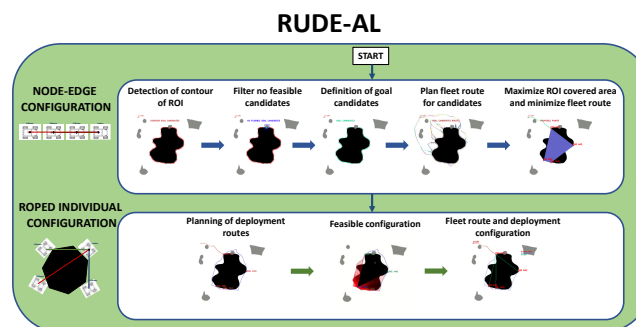 RUDE-AL
START
NODE-EDGE
CONFIGURATION
Detection of contour
of ROI
Filter no feasible
candidates
Definition of goal
candidates
Plan fleet route
for candidates
Maximize ROI covered area
and minimize fleet route
ROPED INDIVIDUAL
CONFIGURATION
Planning of deployment
routes
Feasible configuration
Fleet route and deployment
configuration